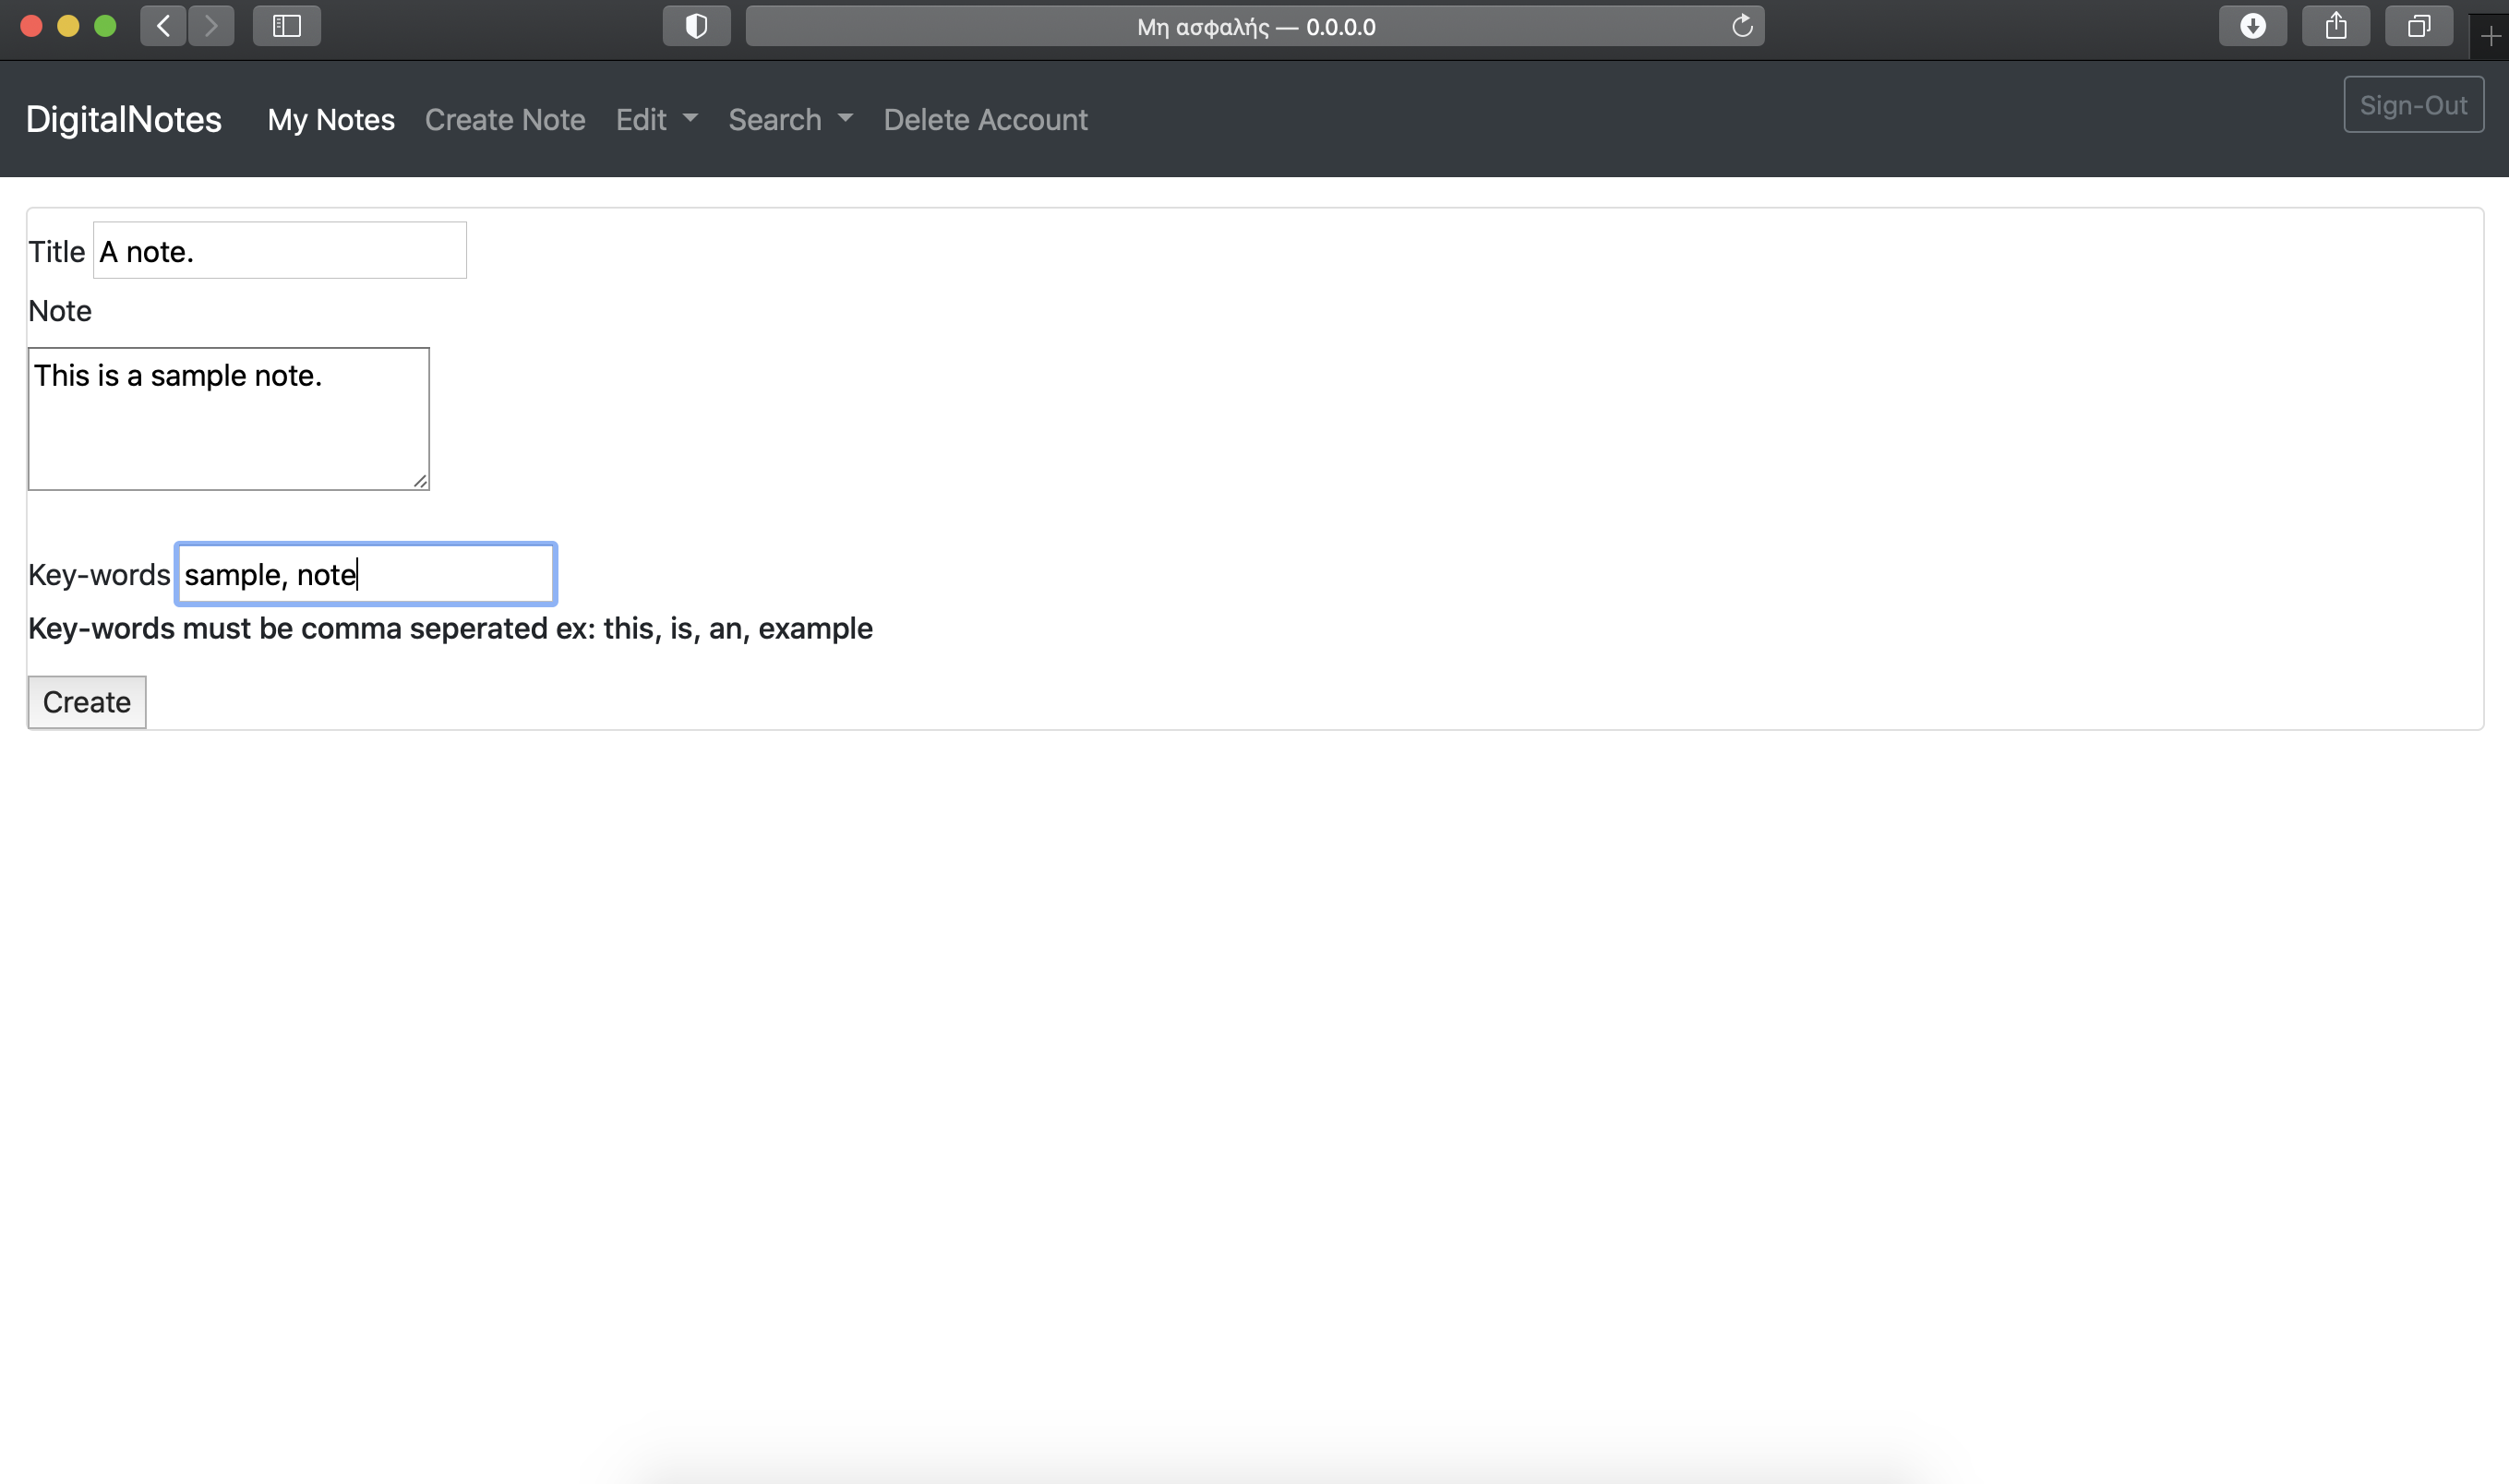 Μη ασφαλής — 0.0.0.0
DigitalNotes My Notes Create Note Edit Search Delete Account Sign-Out
Title A note.
Note
This is a sample note.
Key-words sample, note
Key-words must be comma seperated ex: this, is, an, example
Create